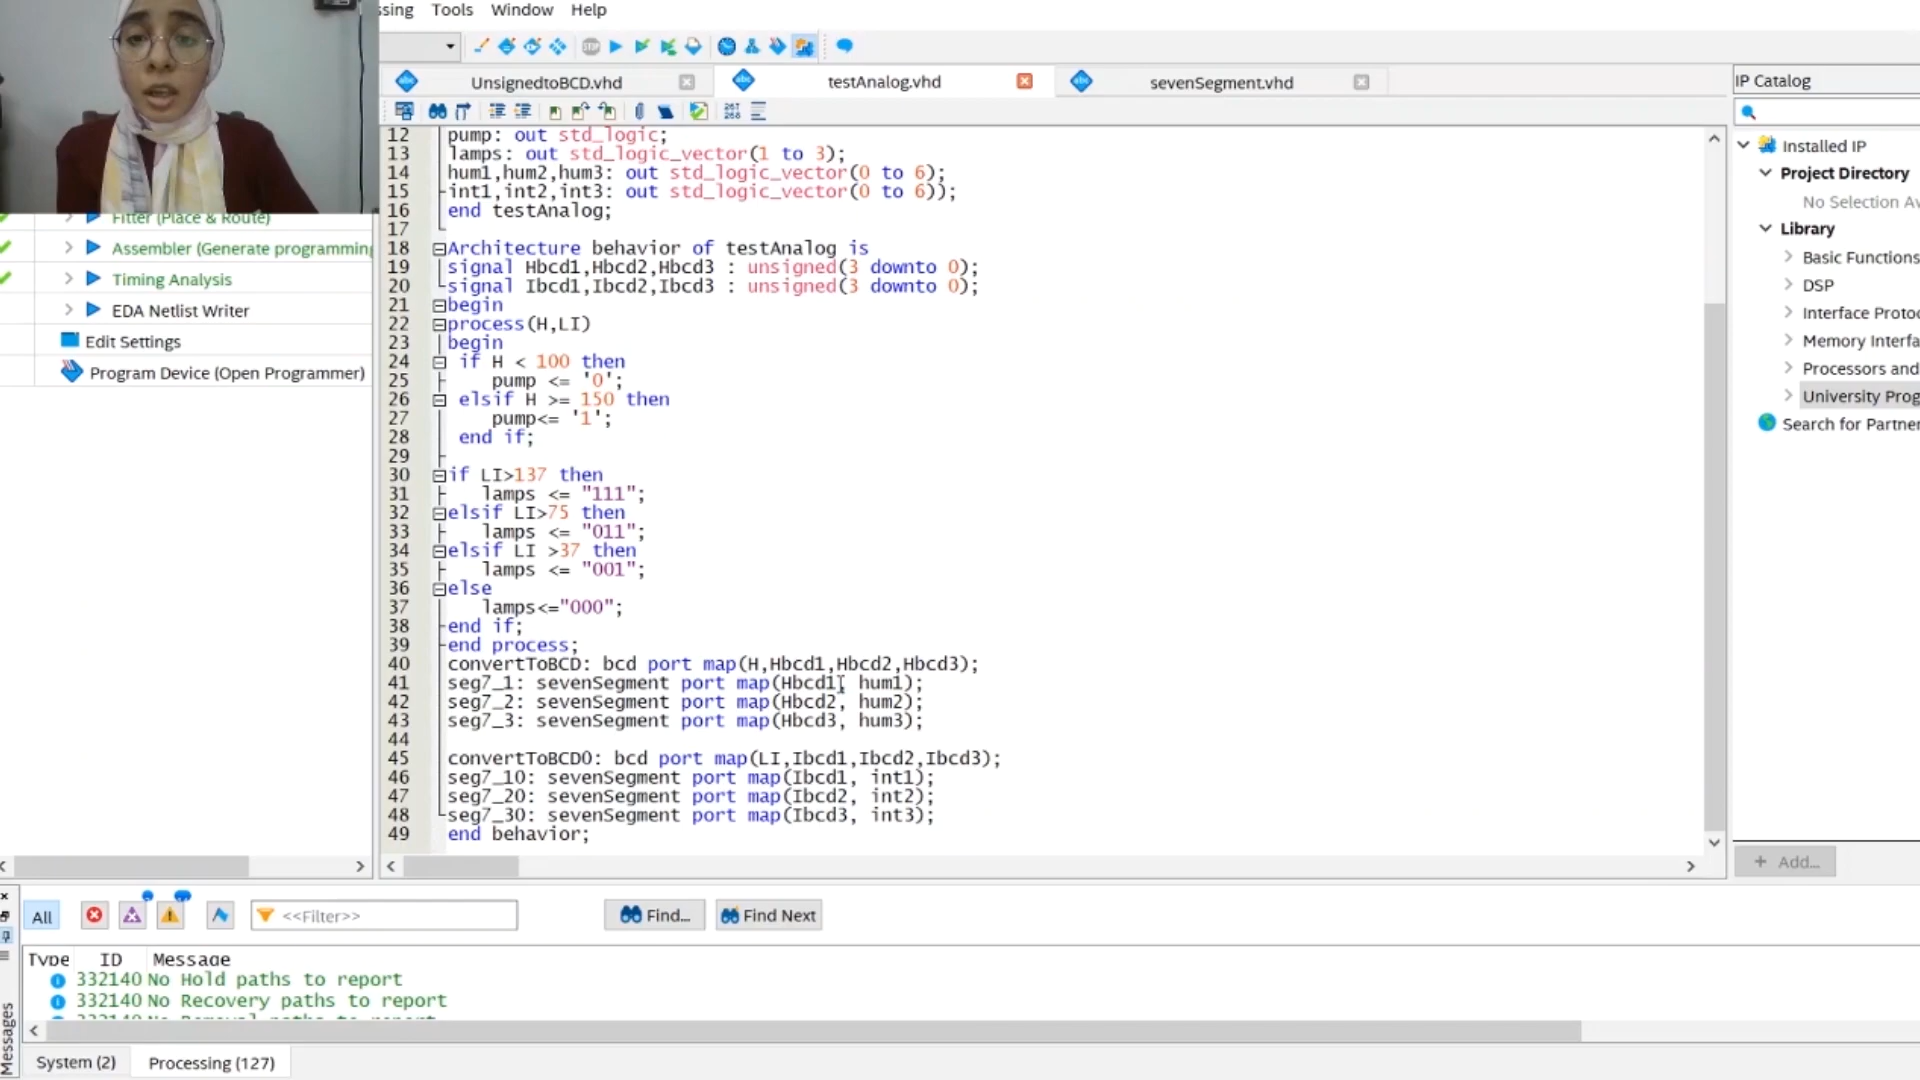 ssing Tools Window Help
UnsignedtoBCD.vhd testAnalog.vhd sevenSegment.vhd
IP Catalog
Installed IP
Project Directory
No Selection Av
Library
Basic Functions
DSP
Interface Protoc
Memory Interfa
Processors and
University Prog
Search for Partner
Add...
Fitter (Place & Route)
Assembler (Generate programming
Timing Analysis
EDA Netlist Writer
Edit Settings
Program Device (Open Programmer)
12 pump: out std_logic;
13 lamps: out std_logic_vector(1 to 3);
14 hum1,hum2,hum3: out std_logic_vector(0 to 6);
15 int1,int2,int3: out std_logic_vector(0 to 6));
16 end testAnalog;
17
18 Architecture behavior of testAnalog is
19 signal Hbcd1,Hbcd2,Hbcd3 : unsigned(3 downto 0);
20 signal Ibcd1,Ibcd2,Ibcd3 : unsigned(3 downto 0);
21 begin
22 process(H,LI)
23 begin
24 if H < 100 then
25 pump <= '0';
26 elsif H >= 150 then
27 pump<= '1';
28 end if;
29
30 if LI>137 then
31 lamps <= "111";
32 elsif LI>75 then
33 lamps <= "011";
34 elsif LI >37 then
35 lamps <= "001";
36 else
37 lamps<="000";
38 end if;
39 end process;
40 convertToBCD: bcd port map(H,Hbcd1,Hbcd2,Hbcd3);
41 seg7_1: sevenSegment port map(Hbcd1, hum1);
42 seg7_2: sevenSegment port map(Hbcd2, hum2);
43 seg7_3: sevenSegment port map(Hbcd3, hum3);
44
45 convertToBCD0: bcd port map(LI,Ibcd1,Ibcd2,Ibcd3);
46 seg7_10: sevenSegment port map(Ibcd1, int1);
47 seg7_20: sevenSegment port map(Ibcd2, int2);
48 seg7_30: sevenSegment port map(Ibcd3, int3);
49 end behavior;
All <<Filter>> Find... Find Next
Type ID Message
332140 No Hold paths to report
332140 No Recovery paths to report
332140 No Removal paths to report
Messages
System (2) Processing (127)